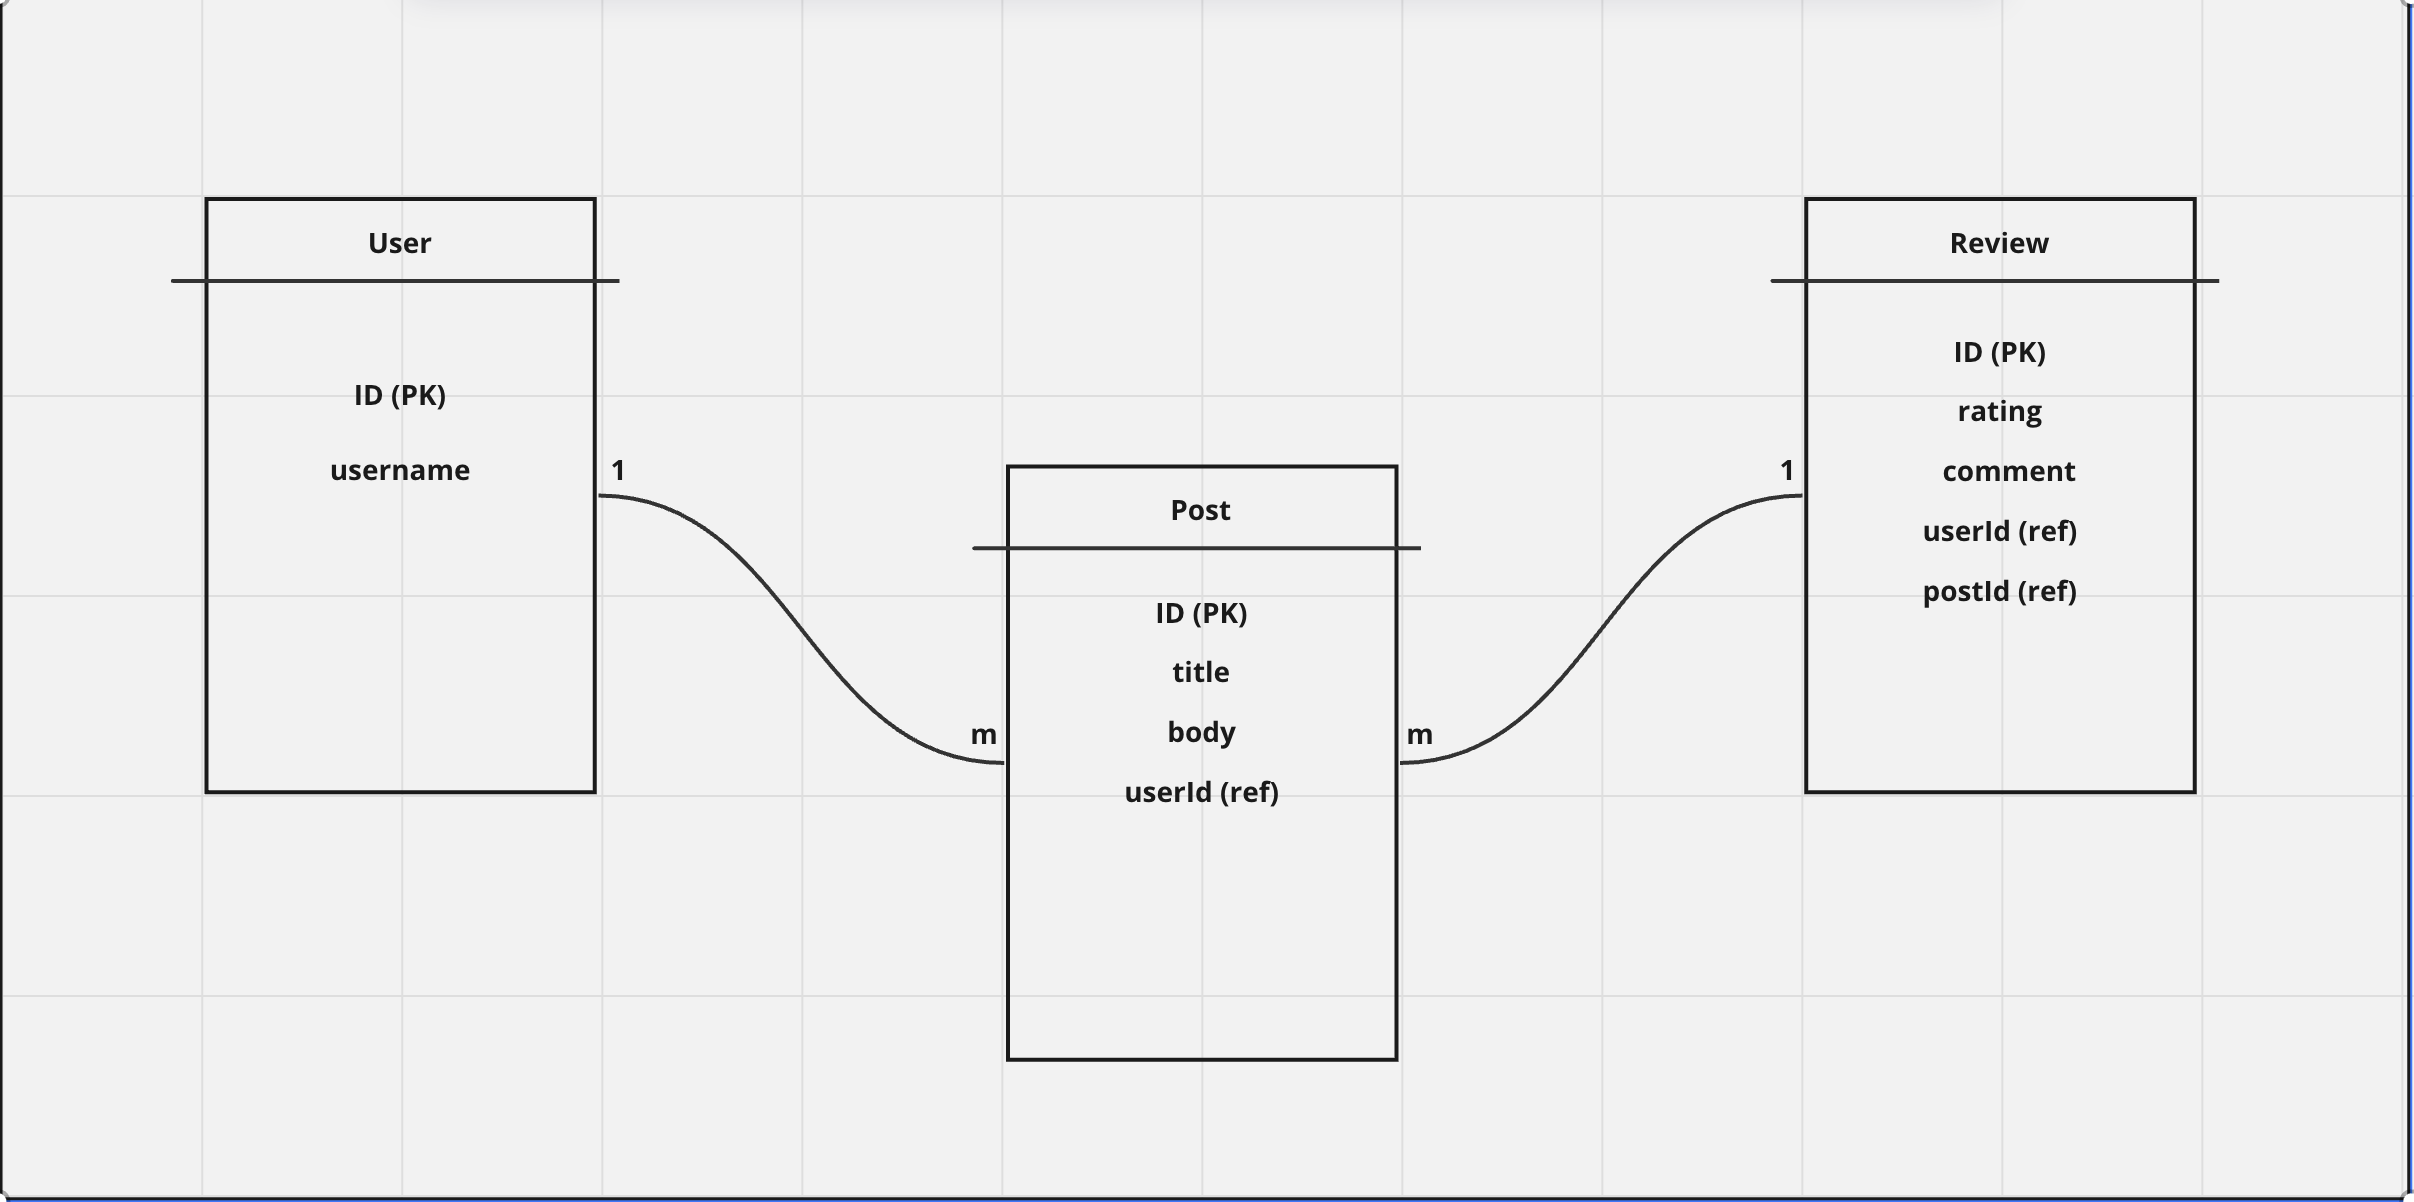 User
ID (PK)
username
1
m
Post
ID (PK)
title
body
userId (ref)
m
1
Review
ID (PK)
rating
comment
userId (ref)
postId (ref)